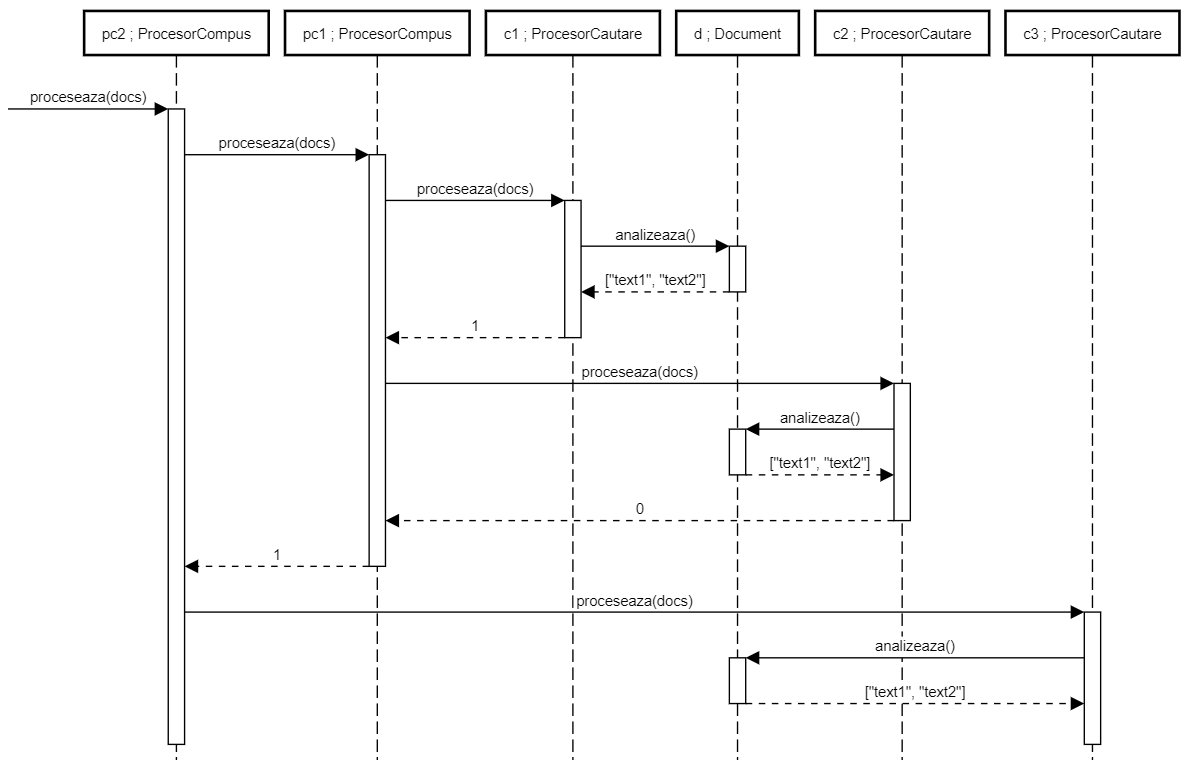 pc2 ; ProcesorCompus
pc1 ; ProcesorCompus
c1 ; ProcesorCautare
d ; Document
c2 ; ProcesorCautare
c3 ; ProcesorCautare
proceseaza(docs)
proceseaza(docs)
proceseaza(docs)
analizeaza()
["text1", "text2"]
1
proceseaza(docs)
analizeaza()
["text1", "text2"]
0
1
proceseaza(docs)
analizeaza()
["text1", "text2"]